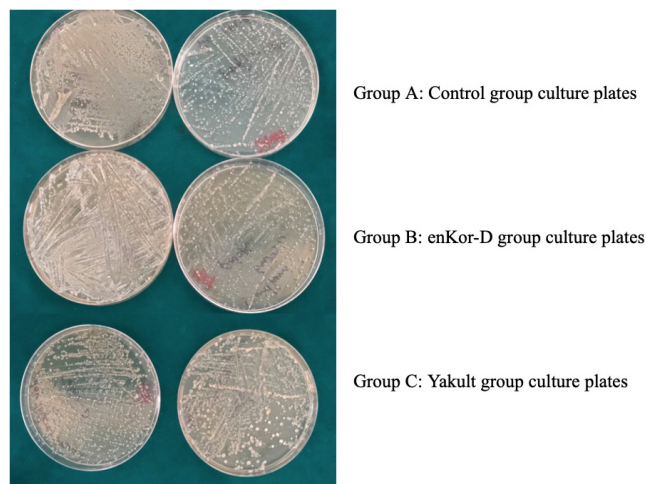 Group A: Control group culture plates
Group B: enKor-D group culture plates
Group C: Yakult group culture plates